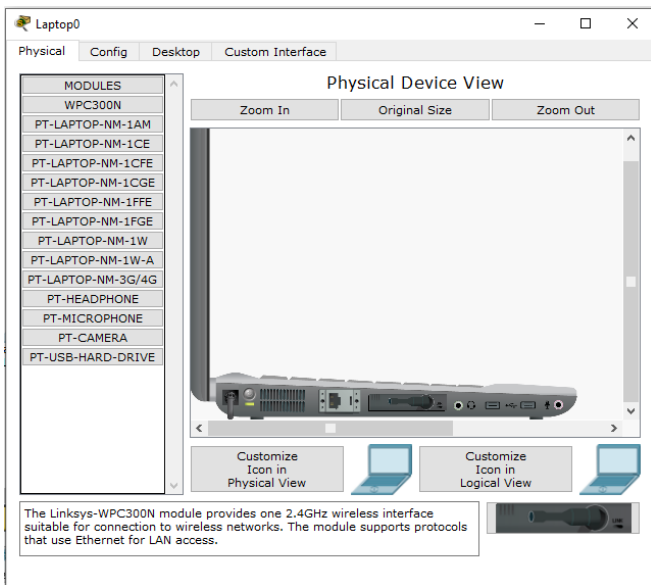 Laptop0
Physical Config Desktop Custom Interface
MODULES
WPC300N
PT-LAPTOP-NM-1AM
PT-LAPTOP-NM-1CE
PT-LAPTOP-NM-1CFE
PT-LAPTOP-NM-1CGE
PT-LAPTOP-NM-1FFE
PT-LAPTOP-NM-1FGE
PT-LAPTOP-NM-1W
PT-LAPTOP-NM-1W-A
PT-LAPTOP-NM-3G/4G
PT-HEADPHONE
PT-MICROPHONE
PT-CAMERA
PT-USB-HARD-DRIVE
Physical Device View
Zoom In Original Size Zoom Out
Customize
Icon in
Physical View
Customize
Icon in
Logical View
The Linksys-WPC300N module provides one 2.4GHz wireless interface
suitable for connection to wireless networks. The module supports protocols
that use Ethernet for LAN access.